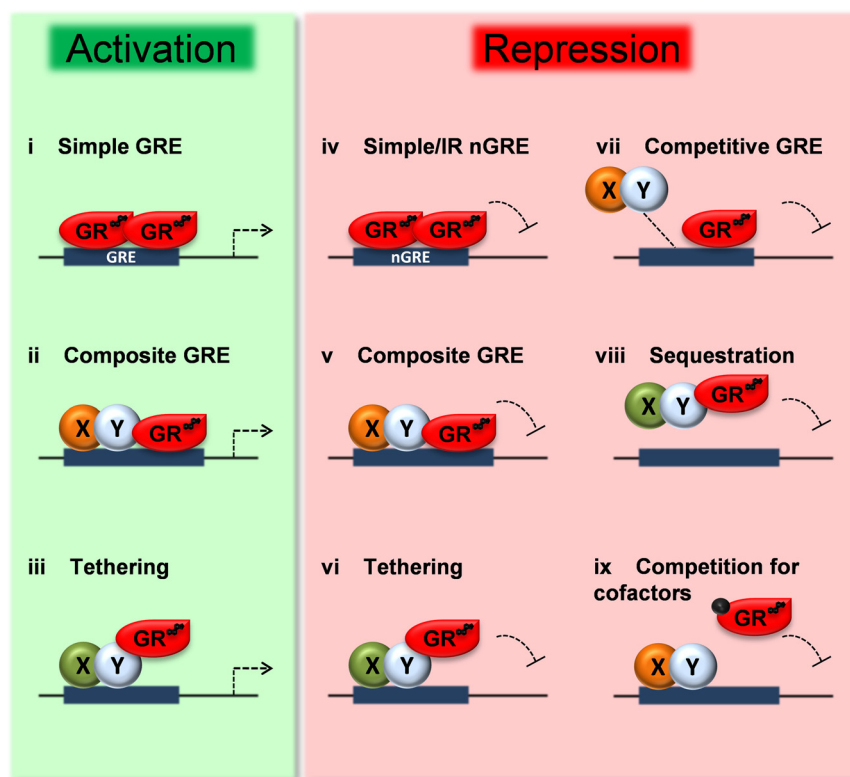 Activation
Repression
i Simple GRE
GR GR
GRE
ii Composite GRE
X Y GR
iii Tethering
GR
X Y
iv Simple/IR nGRE
GR GR
nGRE
v Composite GRE
X Y GR
vi Tethering
GR
X Y
vii Competitive GRE
X Y
GR
viii Sequestration
X Y GR
ix Competition for
cofactors
GR
X Y